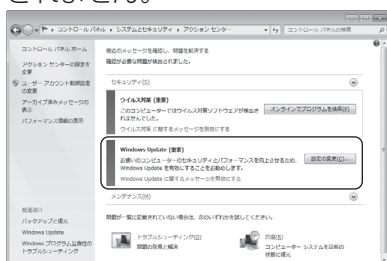 されません。
▸ コントロール パネル ▸ システムとセキュリティ ▸ アクション センター
コントロール パネルの検索
コントロール パネル ホーム
アクション センターの設定を
変更
ユーザー アカウント制御設定
の変更
アーカイブ済みメッセージの
表示
パフォーマンス情報の表示
最近のメッセージを確認し、問題を解決する
確認が必要な問題が検出されました。
セキュリティ(S)
ウイルス対策 (重要)
このコンピューターではウイルス対策ソフトウェアが検出さ
れませんでした。
オンラインでプログラムを検索(P)
ウイルス対策 に関するメッセージを無効にする
Windows Update (重要)
お使いのコンピューターのセキュリティとパフォーマンスを向上させるため、
Windows Update を有効にすることをお勧めします。
設定の変更(C)...
Windows Update に関するメッセージを無効にする
メンテナンス(M)
問題が一覧に記載されていない場合は、次のいずれかを試してください。
トラブルシューティング(O)
問題の発見と解決
回復(R)
コンピューター システムを以前の
状態に復元
関連項目
バックアップと復元
Windows Update
Windows プログラム互換性の
トラブルシューティング